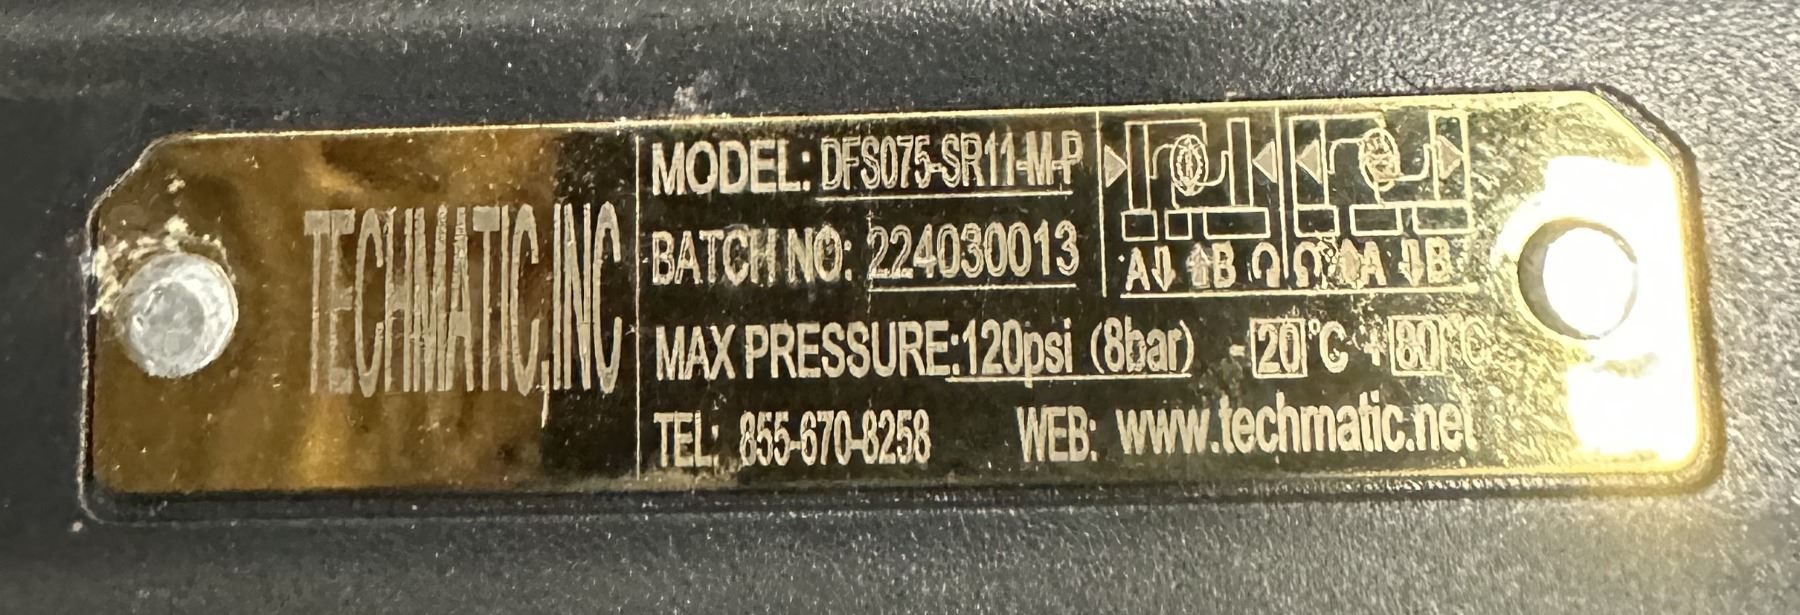 TECHMATIC,INC
MODEL: DFS075-SR11-M-P
BATCH NO: 224030013
A⇩ ⇧B ⇧A ⇩B
MAX PRESSURE:120psi (8bar) -20°C +80°C
TEL: 855-670-8258 WEB: www.techmatic.net